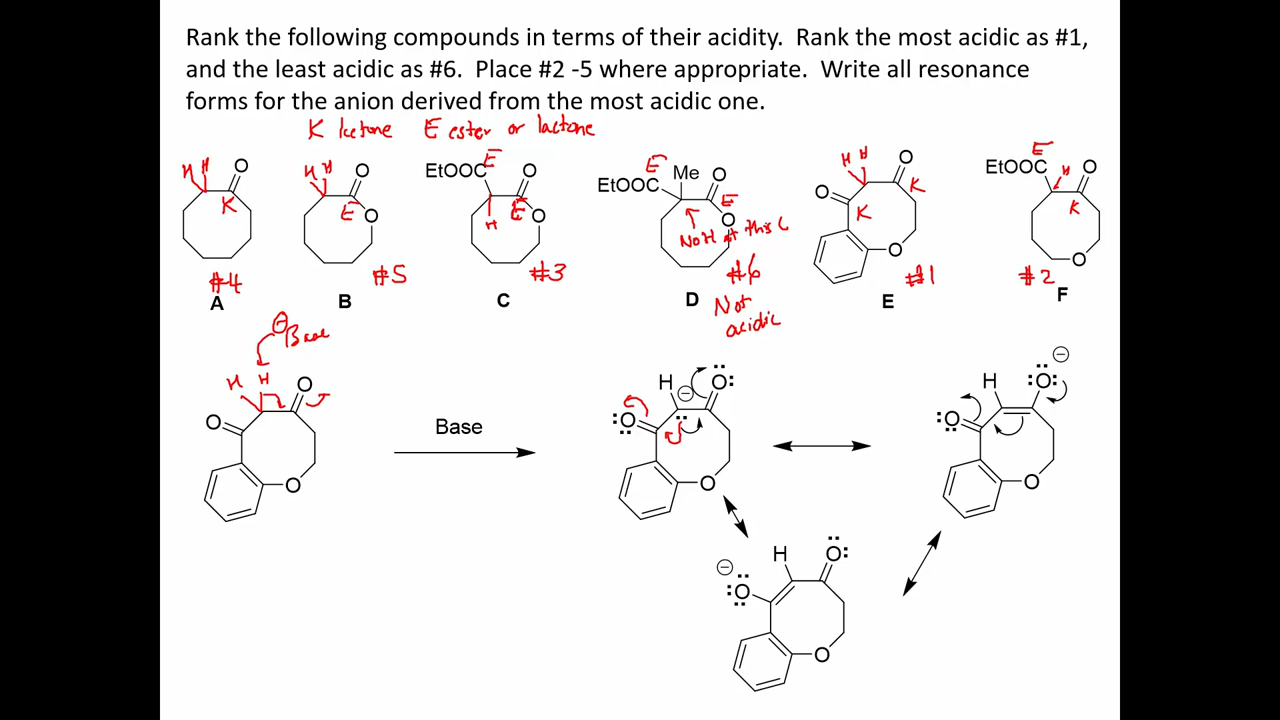 Rank the following compounds in terms of their acidity. Rank the most acidic as #1,
and the least acidic as #6. Place #2 -5 where appropriate. Write all resonance
forms for the anion derived from the most acidic one.
K ketone E ester or lactone
H H O K #4 A
H H O E O #5 B
EtOOC E O E O H #3 C
EtOOC E Me O E O No H at this C #6 D Not acidic
H H O O K K O #1 E
EtOOC E H O K O #2 F
⊖ Base
H H O O O
Base
H ⊖ :O: :O: O
H ⊖ :O: :O: O
⊖ H :O: O: O